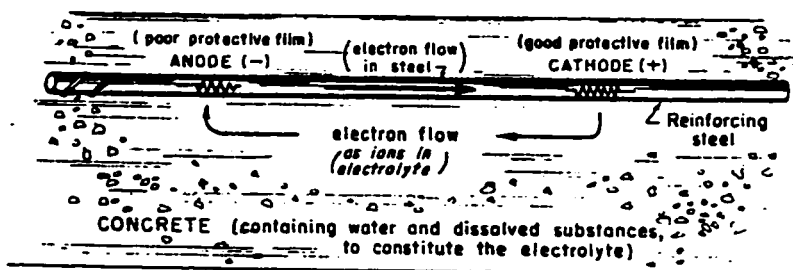 (poor protective film)
ANODE (-)
(electron flow
in steel)
(good protective film)
CATHODE (+)
Reinforcing
steel
electron flow
(as ions in
electrolyte)
CONCRETE (containing water and dissolved substances,
to constitute the electrolyte)